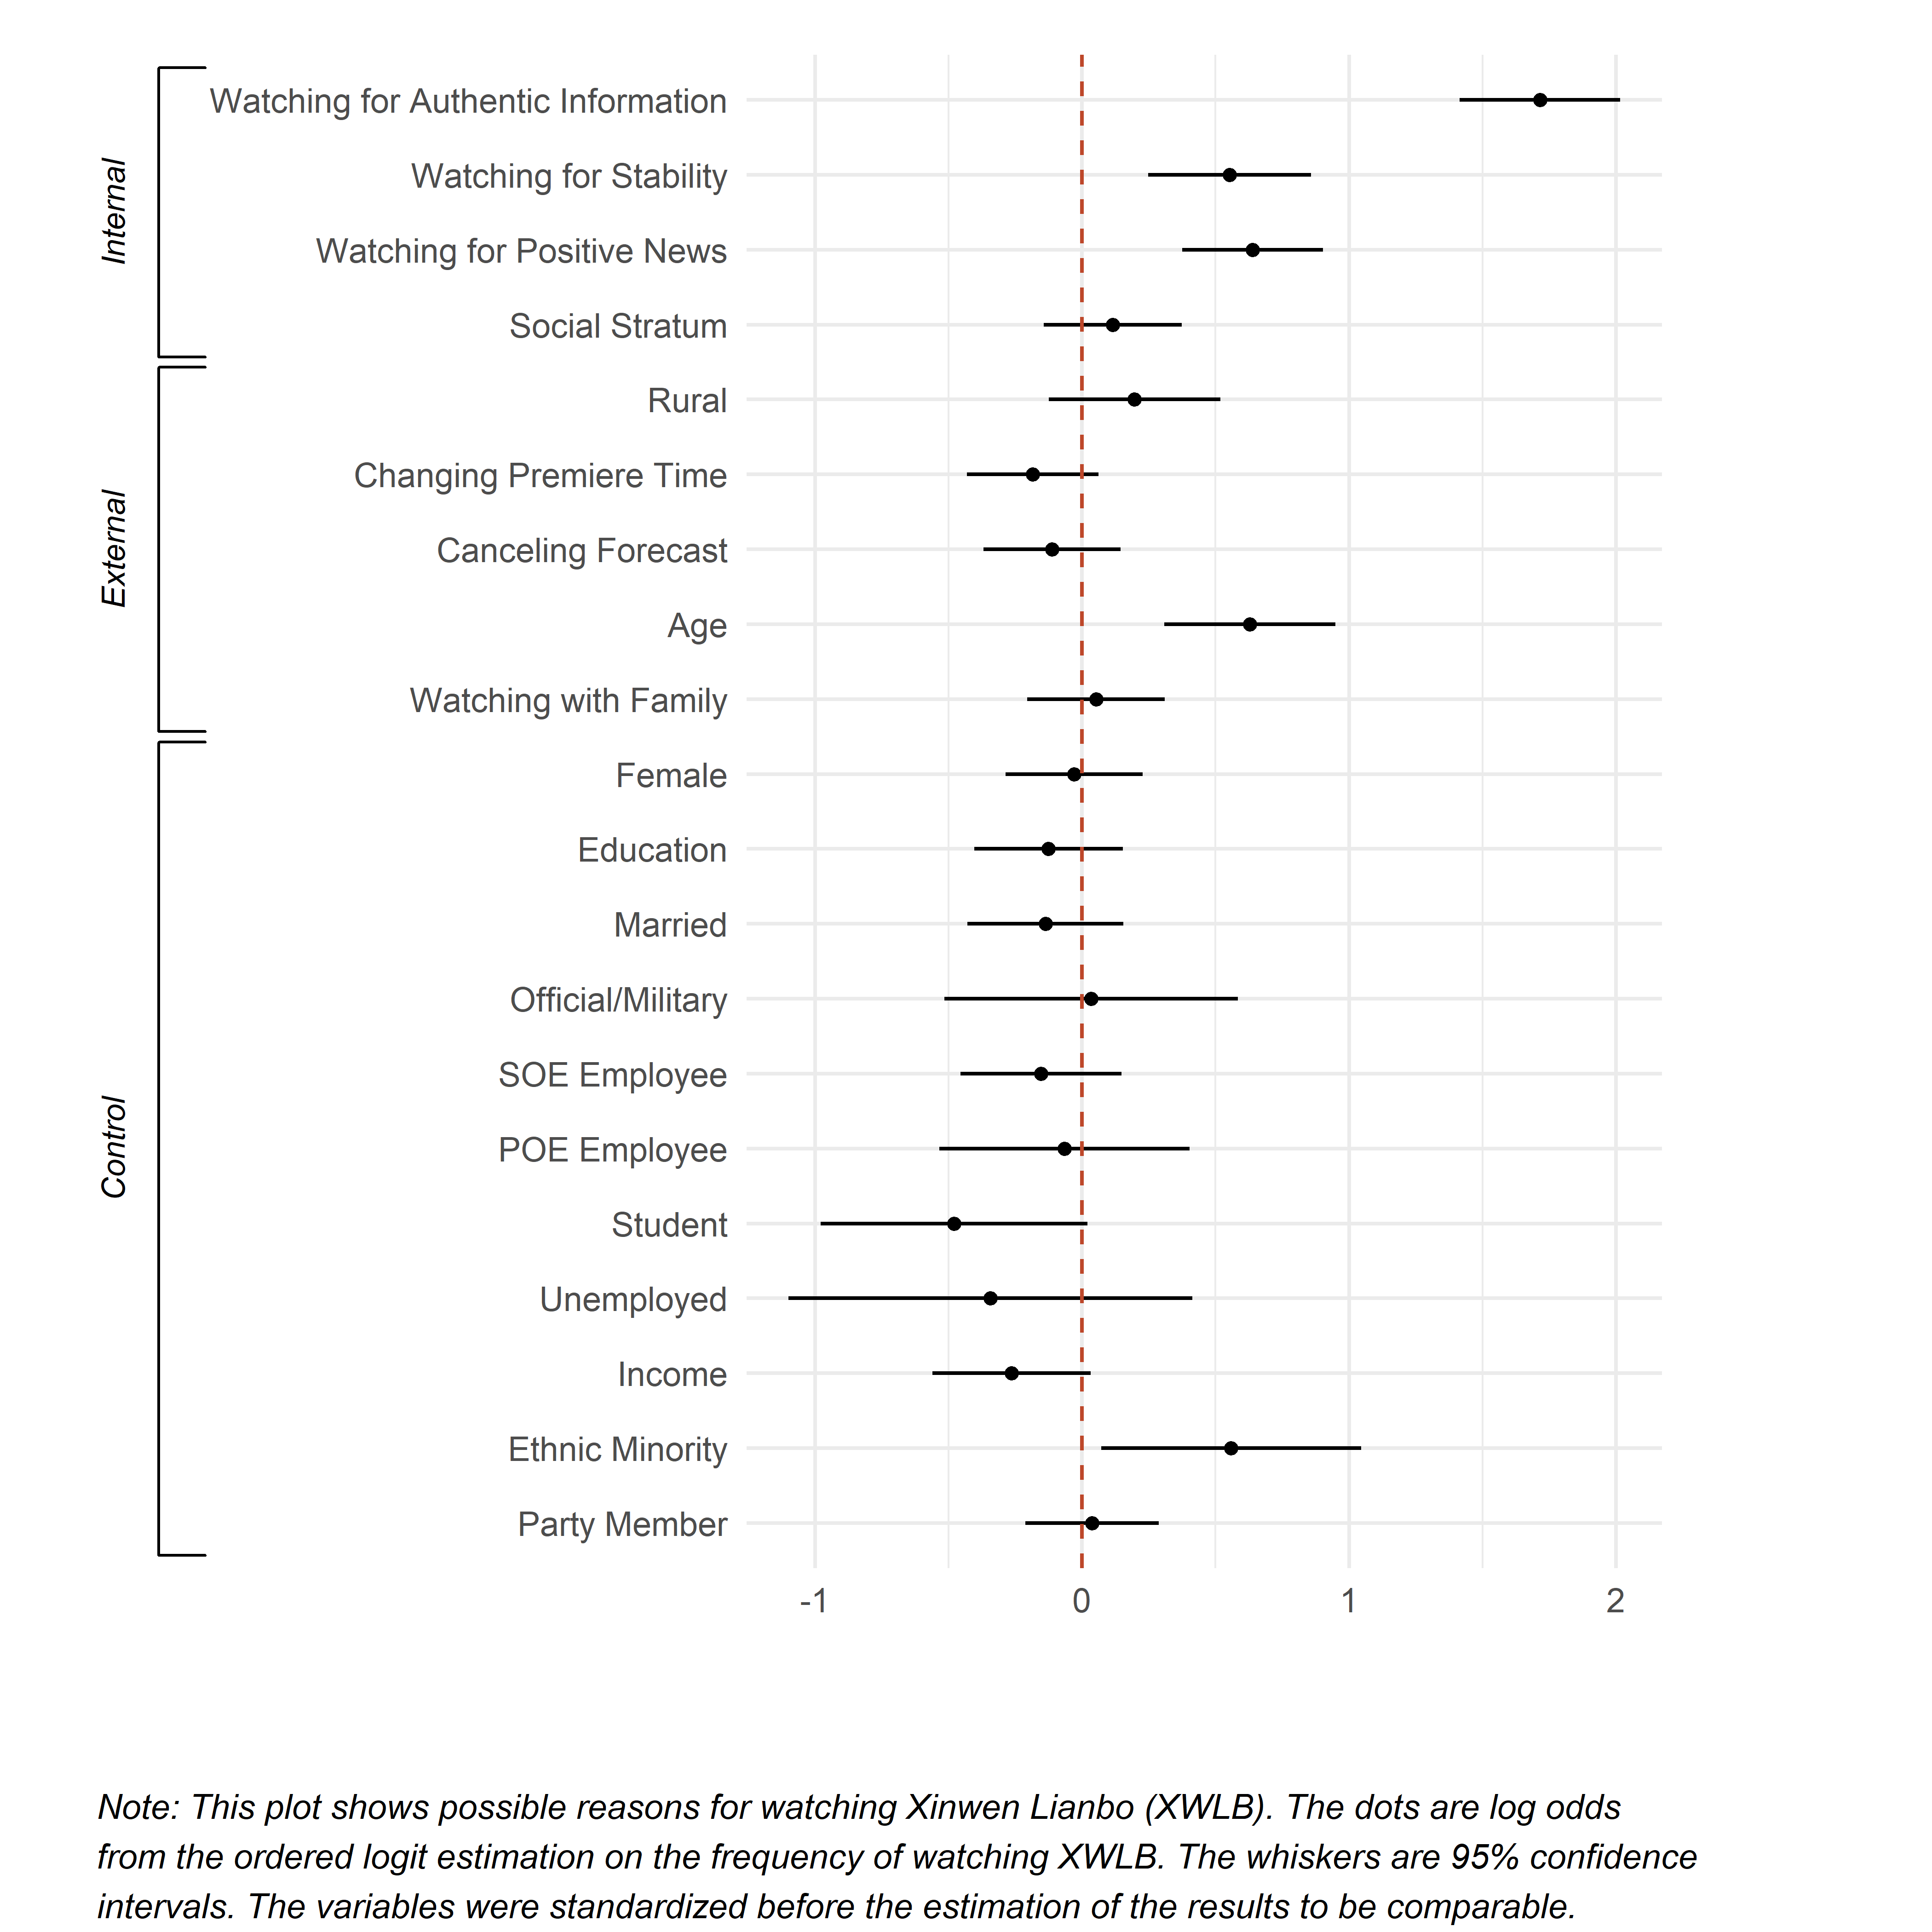 Internal
Watching for Authentic Information
Watching for Stability
Watching for Positive News
Social Stratum
External
Rural
Changing Premiere Time
Canceling Forecast
Age
Watching with Family
Control
Female
Education
Married
Official/Military
SOE Employee
POE Employee
Student
Unemployed
Income
Ethnic Minority
Party Member
-1 0 1 2
Note: This plot shows possible reasons for watching Xinwen Lianbo (XWLB). The dots are log odds
from the ordered logit estimation on the frequency of watching XWLB. The whiskers are 95% confidence
intervals. The variables were standardized before the estimation of the results to be comparable.